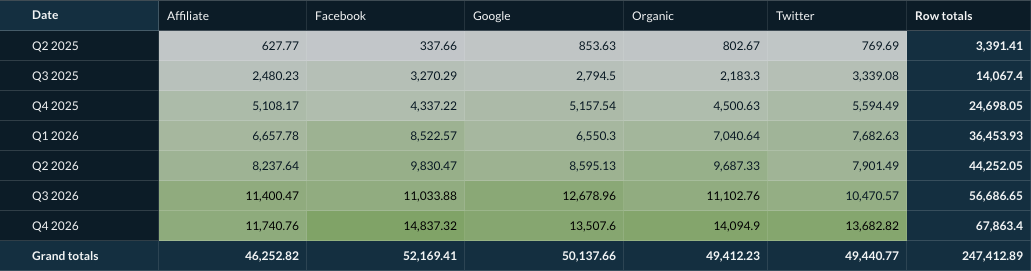 Date Affiliate Facebook Google Organic Twitter Row totals
Q2 2025 627.77 337.66 853.63 802.67 769.69 3,391.41
Q3 2025 2,480.23 3,270.29 2,794.5 2,183.3 3,339.08 14,067.4
Q4 2025 5,108.17 4,337.22 5,157.54 4,500.63 5,594.49 24,698.05
Q1 2026 6,657.78 8,522.57 6,550.3 7,040.64 7,682.63 36,453.93
Q2 2026 8,237.64 9,830.47 8,595.13 9,687.33 7,901.49 44,252.05
Q3 2026 11,400.47 11,033.88 12,678.96 11,102.76 10,470.57 56,686.65
Q4 2026 11,740.76 14,837.32 13,507.6 14,094.9 13,682.82 67,863.4
Grand totals 46,252.82 52,169.41 50,137.66 49,412.23 49,440.77 247,412.89